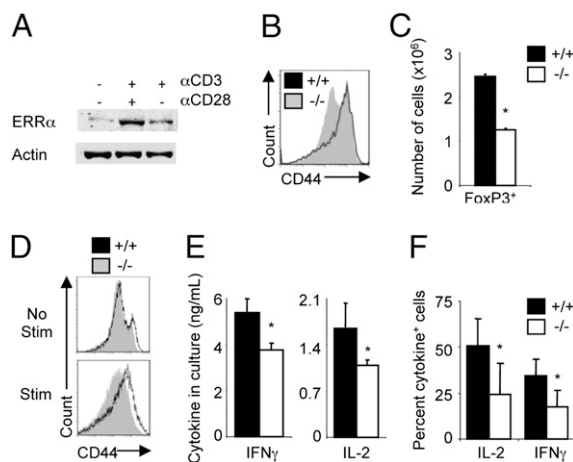 A
- + + αCD3
- + - αCD28
ERRα
Actin
B
+/+
-/-
Count
CD44
C
+/+
-/-
Number of cells (x10⁶)
3
2
1
0
*
FoxP3⁺
D
+/+
-/-
No
Stim
Stim
Count
CD44
E
Cytokine in culture (ng/mL)
6
4
2
0
*
IFNγ
2.1
1.4
0.7
0
*
IL-2
F
+/+
-/-
Percent cytokine⁺ cells
75
50
25
0
*
*
IL-2 IFNγ